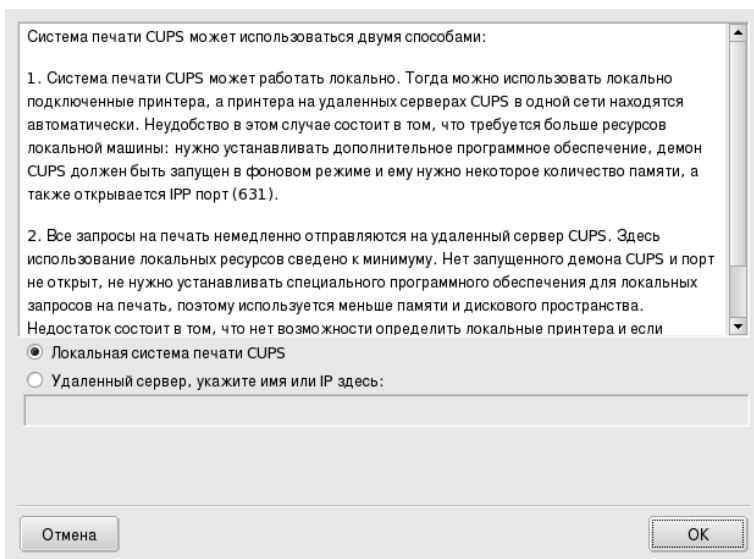 Система печати CUPS может использоваться двумя способами:
1. Система печати CUPS может работать локально. Тогда можно использовать локально
подключенные принтера, а принтера на удаленных серверах CUPS в одной сети находятся
автоматически. Неудобство в этом случае состоит в том, что требуется больше ресурсов
локальной машины: нужно устанавливать дополнительное программное обеспечение, демон
CUPS должен быть запущен в фоновом режиме и ему нужно некоторое количество памяти, а
также открывается IPP порт (631).
2. Все запросы на печать немедленно отправляются на удаленный сервер CUPS. Здесь
использование локальных ресурсов сведено к минимуму. Нет запущенного демона CUPS и порт
не открыт, не нужно устанавливать специального программного обеспечения для локальных
запросов на печать, поэтому используется меньше памяти и дискового пространства.
Недостаток состоит в том, что нет возможности определить локальные принтера и если
Локальная система печати CUPS
Удаленный сервер, укажите имя или IP здесь:
Отмена
OK